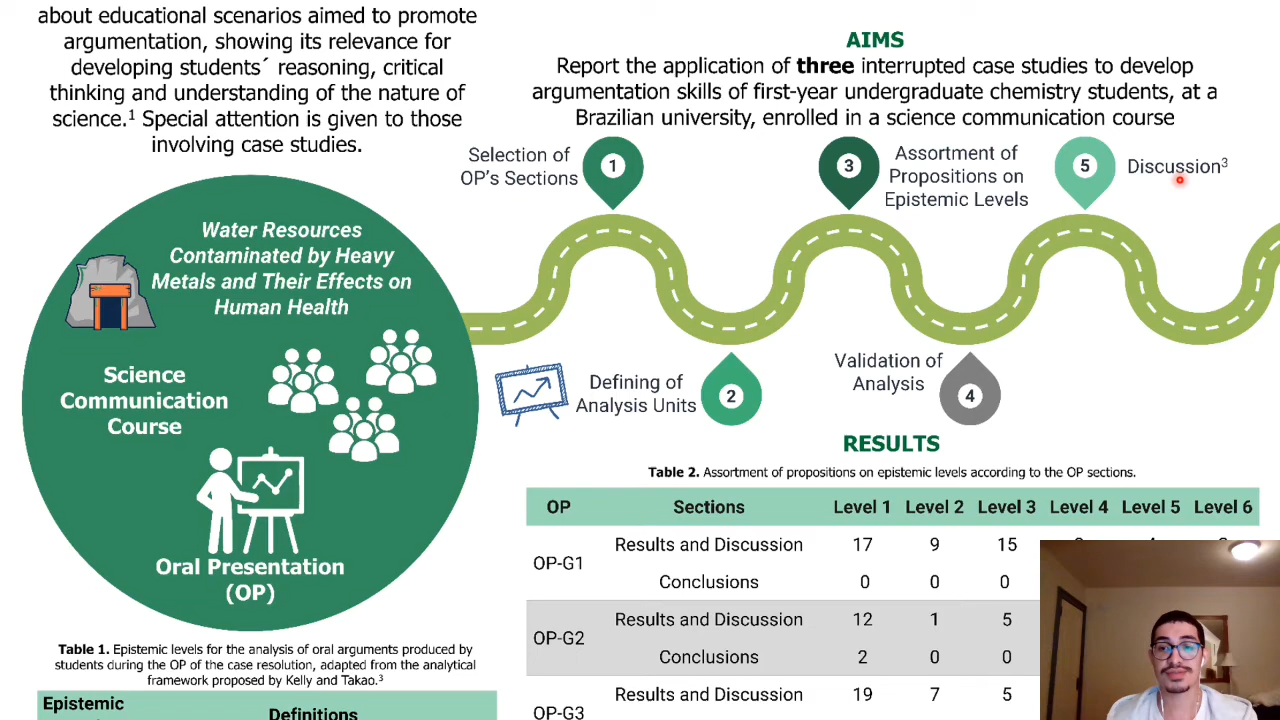 about educational scenarios aimed to promote
argumentation, showing its relevance for
developing students´ reasoning, critical
thinking and understanding of the nature of
science.¹ Special attention is given to those
involving case studies.
Water Resources
Contaminated by Heavy
Metals and Their Effects on
Human Health
Science
Communication
Course
Oral Presentation
(OP)
Table 1. Epistemic levels for the analysis of oral arguments produced by
students during the OP of the case resolution, adapted from the analytical
framework proposed by Kelly and Takao.³
Epistemic
Definitions
AIMS
Report the application of three interrupted case studies to develop
argumentation skills of first-year undergraduate chemistry students, at a
Brazilian university, enrolled in a science communication course
Selection of
OP's Sections
1
3
Assortment of
Propositions on
Epistemic Levels
5
Discussion³
Defining of
Analysis Units
2
Validation of
Analysis
4
RESULTS
Table 2. Assortment of propositions on epistemic levels according to the OP sections.
OP Sections Level 1 Level 2 Level 3 Level 4 Level 5 Level 6
OP-G1
Results and Discussion 17 9 15
Conclusions 0 0 0
OP-G2
Results and Discussion 12 1 5
Conclusions 2 0 0
OP-G3
Results and Discussion 19 7 5